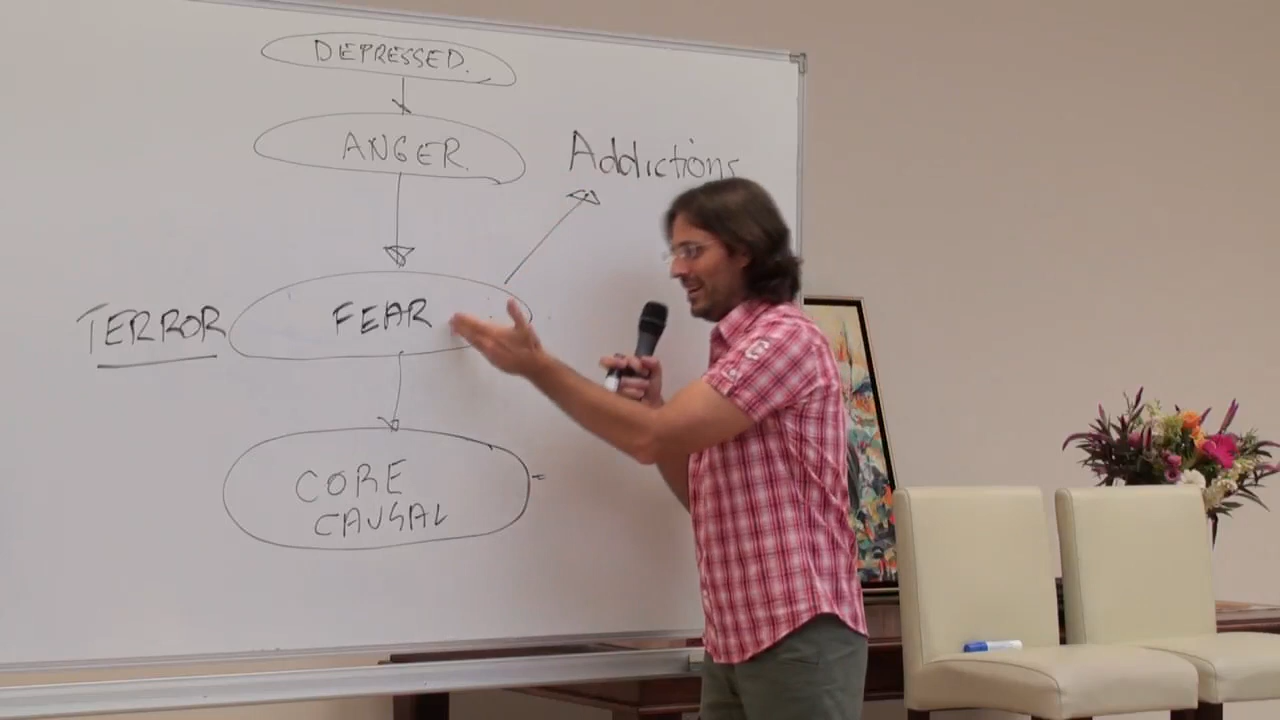 DEPRESSED.
ANGER.
Addictions
TERROR
FEAR
CORE
CAUSAL